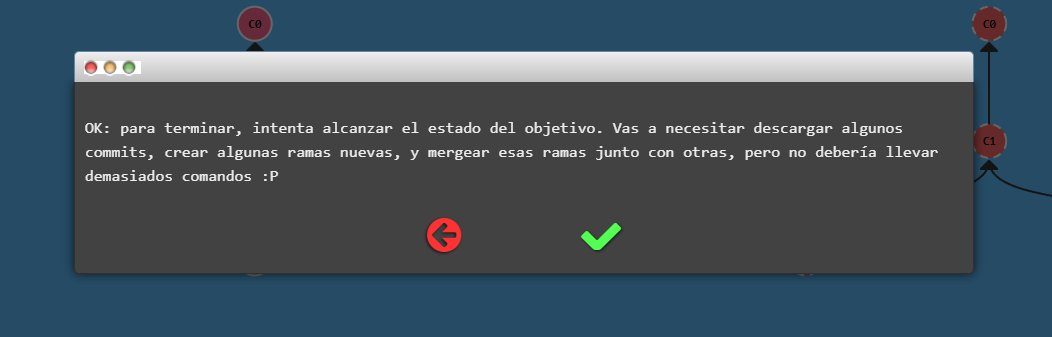 C0
C0
OK: para terminar, intenta alcanzar el estado del objetivo. Vas a necesitar descargar algunos
commits, crear algunas ramas nuevas, y mergear esas ramas junto con otras, pero no debería llevar
demasiados comandos :P
C1